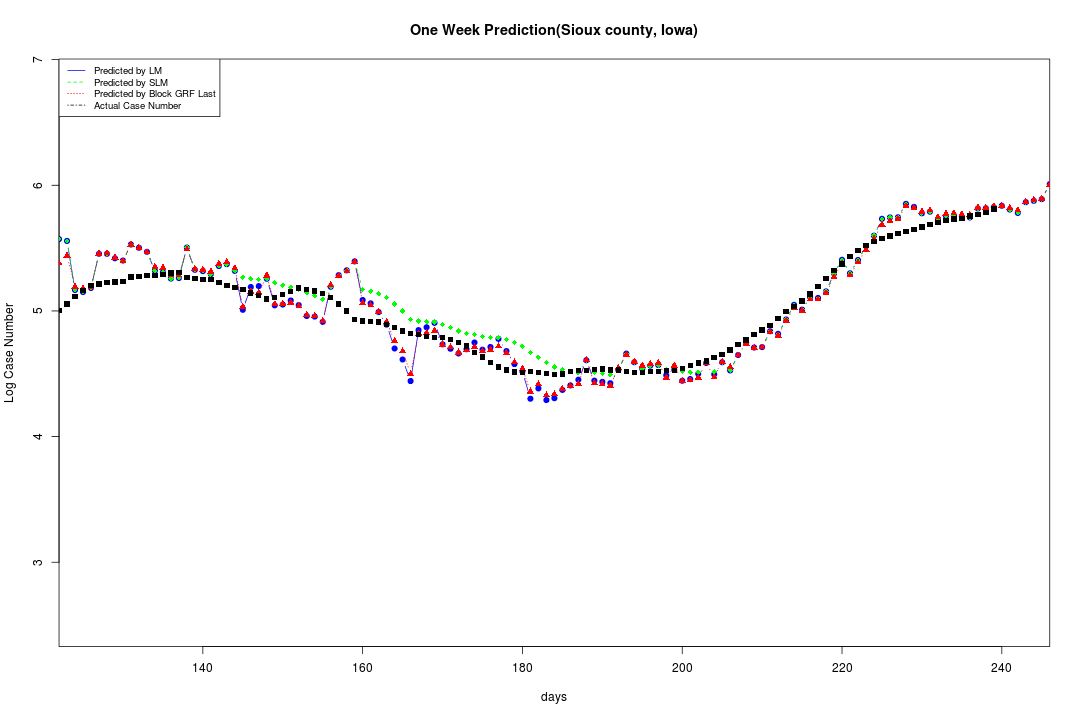 One Week Prediction(Sioux county, Iowa)
7
Predicted by LM
Predicted by SLM
Predicted by Block GRF Last
Actual Case Number
6
5
4
3
Log Case Number
140
160
180
200
220
240
days